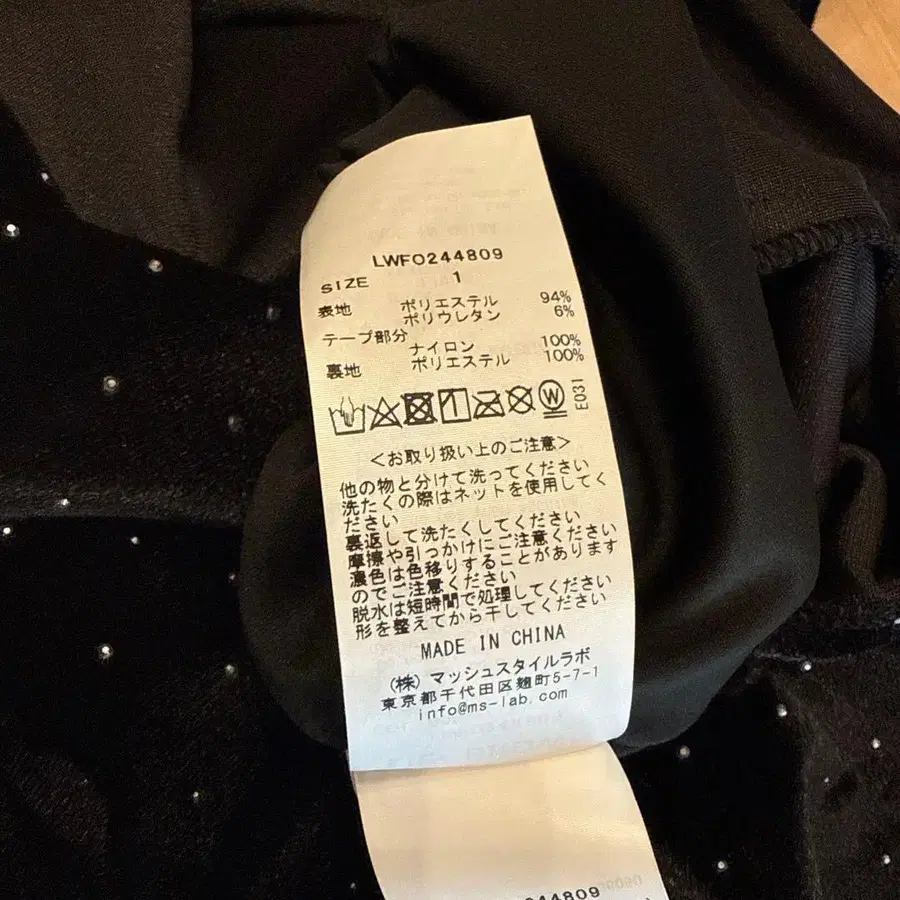 LWFO244809
SIZE 1
表地 ポリエステル 94%
ポリウレタン 6%
テープ部分
ナイロン 100%
裏地 ポリエステル 100%
W E031
<お取り扱い上のご注意>
他の物と分けて洗ってください
洗たくの際はネットを使用してく
ださい
裏返して洗たくしてください
摩擦や引っかけにご注意ください
濃色は色移りすることがあります
のでご注意ください
脱水は短時間で処理してください
形を整えてから干してください
MADE IN CHINA
(株)マッシュスタイルラボ
東京都千代田区麹町5-7-1
info@ms-lab.com
244809